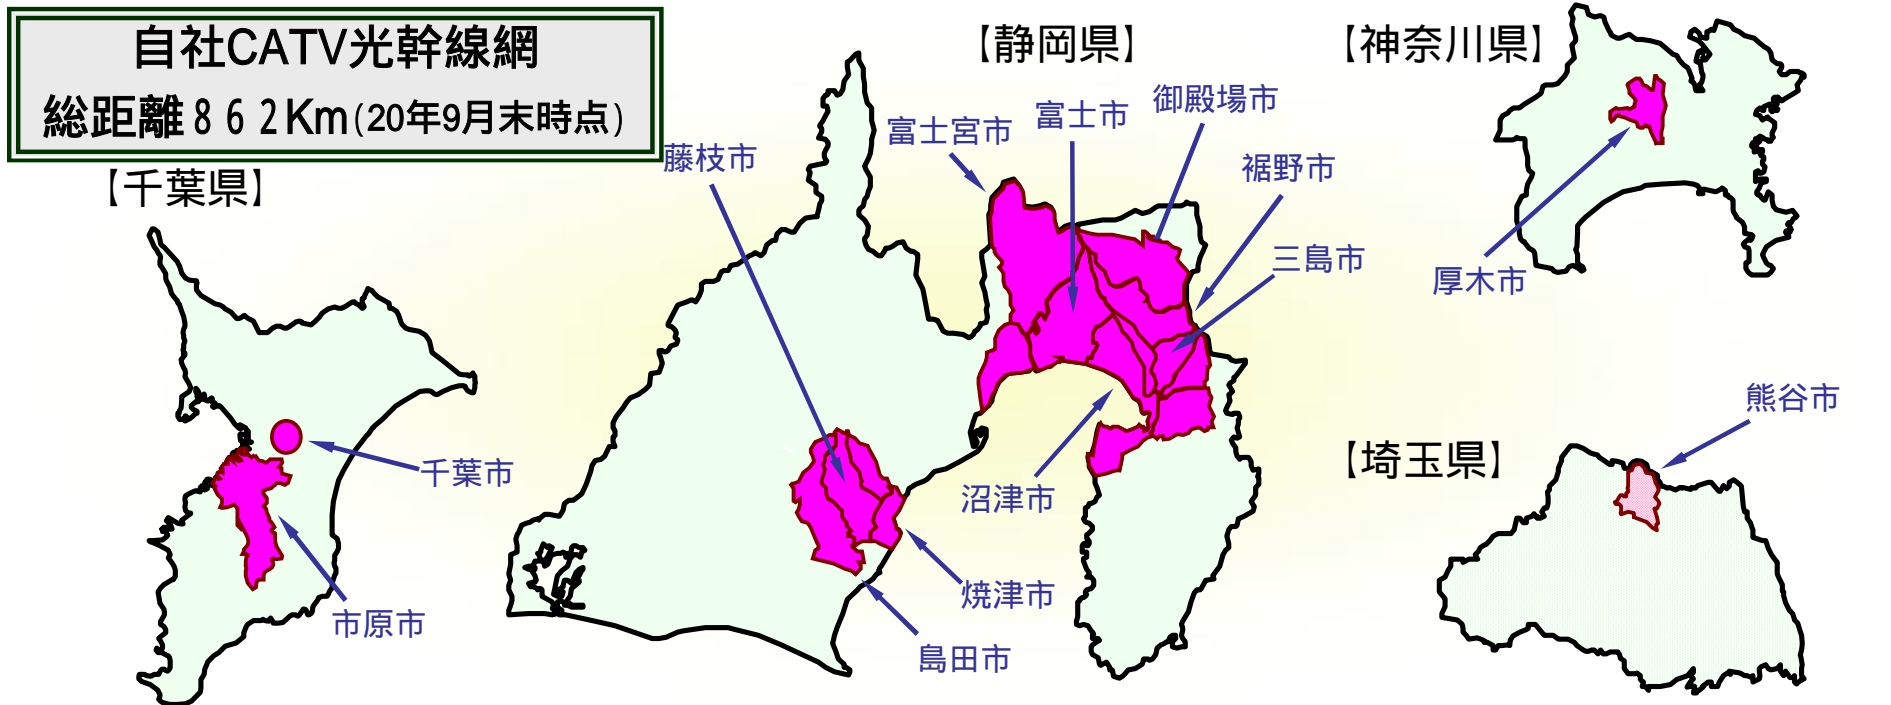 自社CATV光幹線網
総距離862Km(20年9月末時点)
【千葉県】
千葉市
市原市
【静岡県】
藤枝市
富士宮市
富士市
御殿場市
裾野市
三島市
沼津市
焼津市
島田市
【神奈川県】
厚木市
【埼玉県】
熊谷市